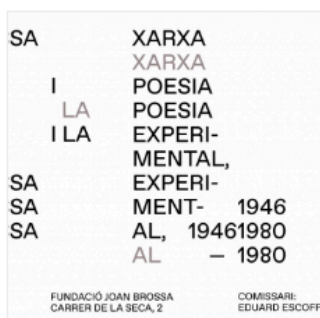 SA XARXA
XARXA
I POESIA
LA POESIA
I LA EXPERI-
MENTAL,
SA EXPERI-
SA MENT- 1946
SA AL, 19461980
AL – 1980
FUNDACIÓ JOAN BROSSA COMISSARI:
CARRER DE LA SECA, 2 EDUARD ESCOFF